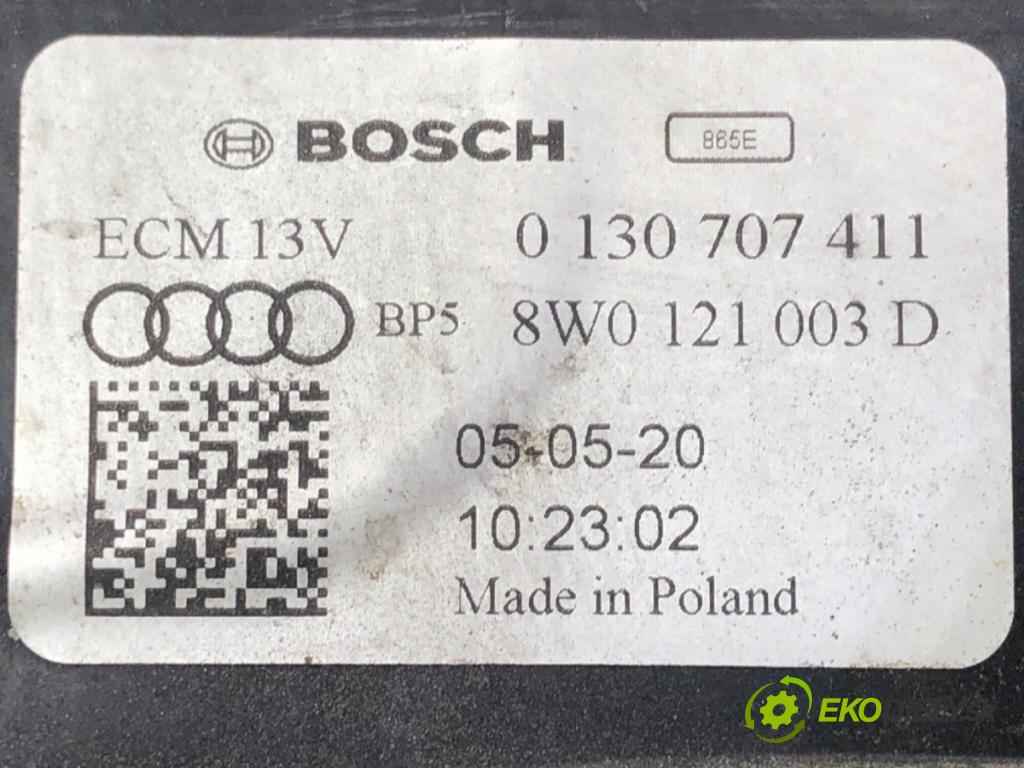 BOSCH 865E
ECM 13V 0 130 707 411
BP5 8W0 121 003 D
05-05-20
10:23:02
Made in Poland
EKO